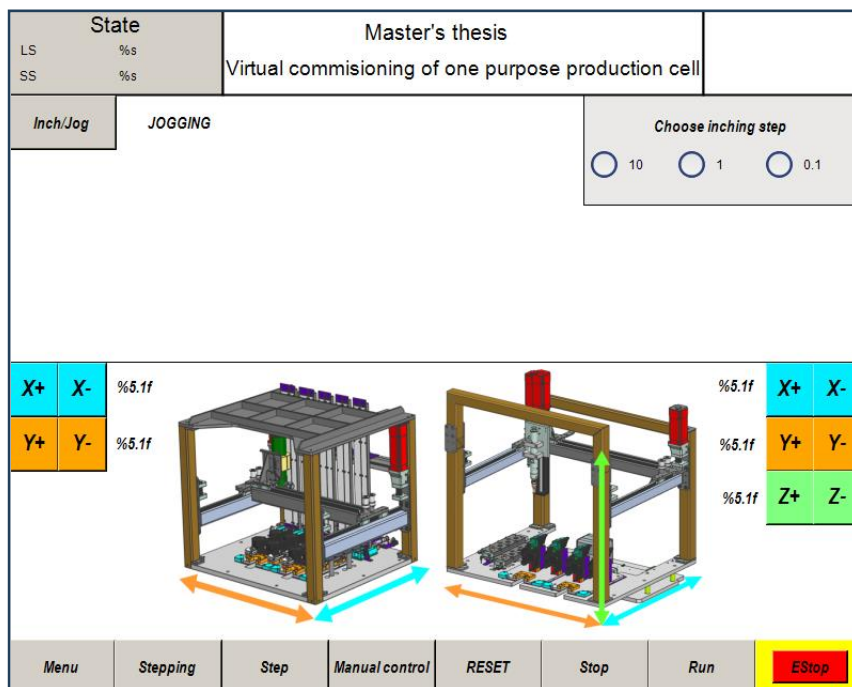 State
LS %s
SS %s
Master's thesis
Virtual commisioning of one purpose production cell
Inch/Jog JOGGING
Choose inching step
10 1 0.1
X+ X- %5.1f %5.1f X+ X-
Y+ Y- %5.1f %5.1f Y+ Y-
%5.1f Z+ Z-
Menu Stepping Step Manual control RESET Stop Run EStop